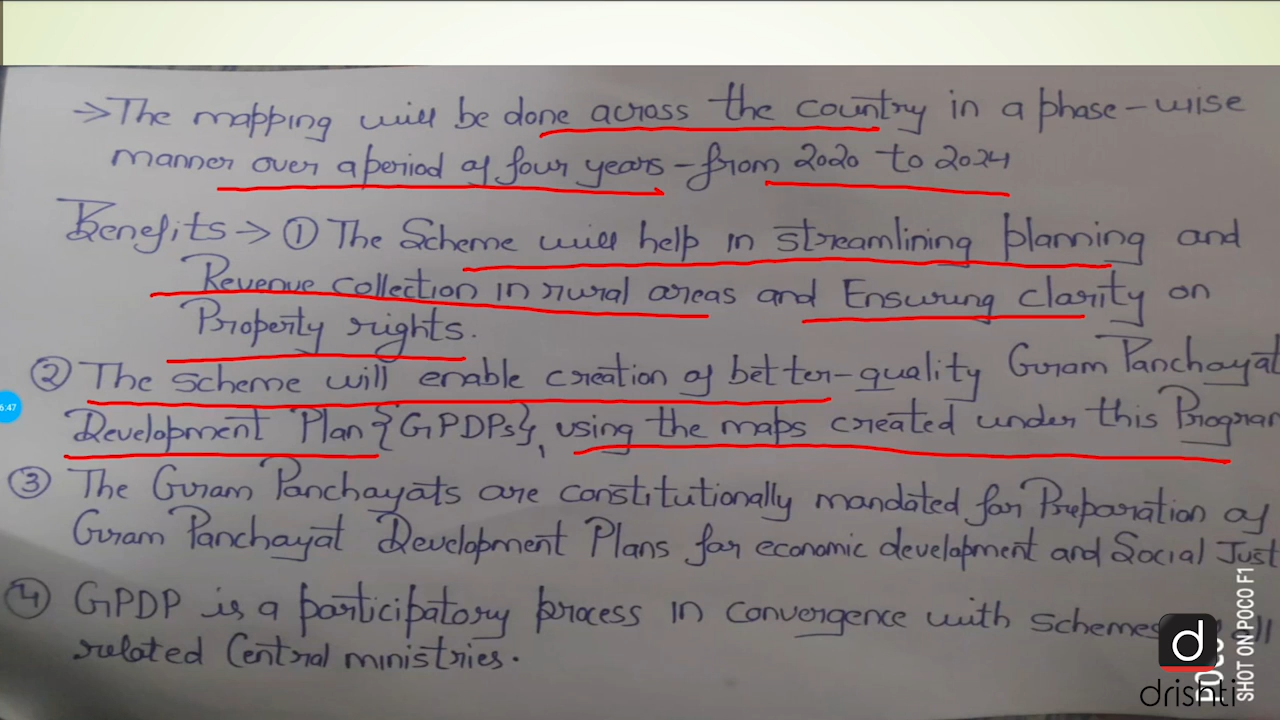 → The mapping will be done across the country in a phase-wise
manner over a period of four years - from 2020 to 2024
Benefits → ① The Scheme will help in streamlining planning and
Revenue collection in rural areas and Ensuring clarity on
Property rights.
② The scheme will enable creation of better-quality Gram Panchayat
Development Plan {GPDPs}, using the maps created under this Program
③ The Gram Panchayats are constitutionally mandated for Preparation of
Gram Panchayat Development Plans for economic development and Social Just
④ GPDP is a participatory process in convergence with schemes all
related Central ministries.
6:47
d
drishti
SHOT ON POCO F1